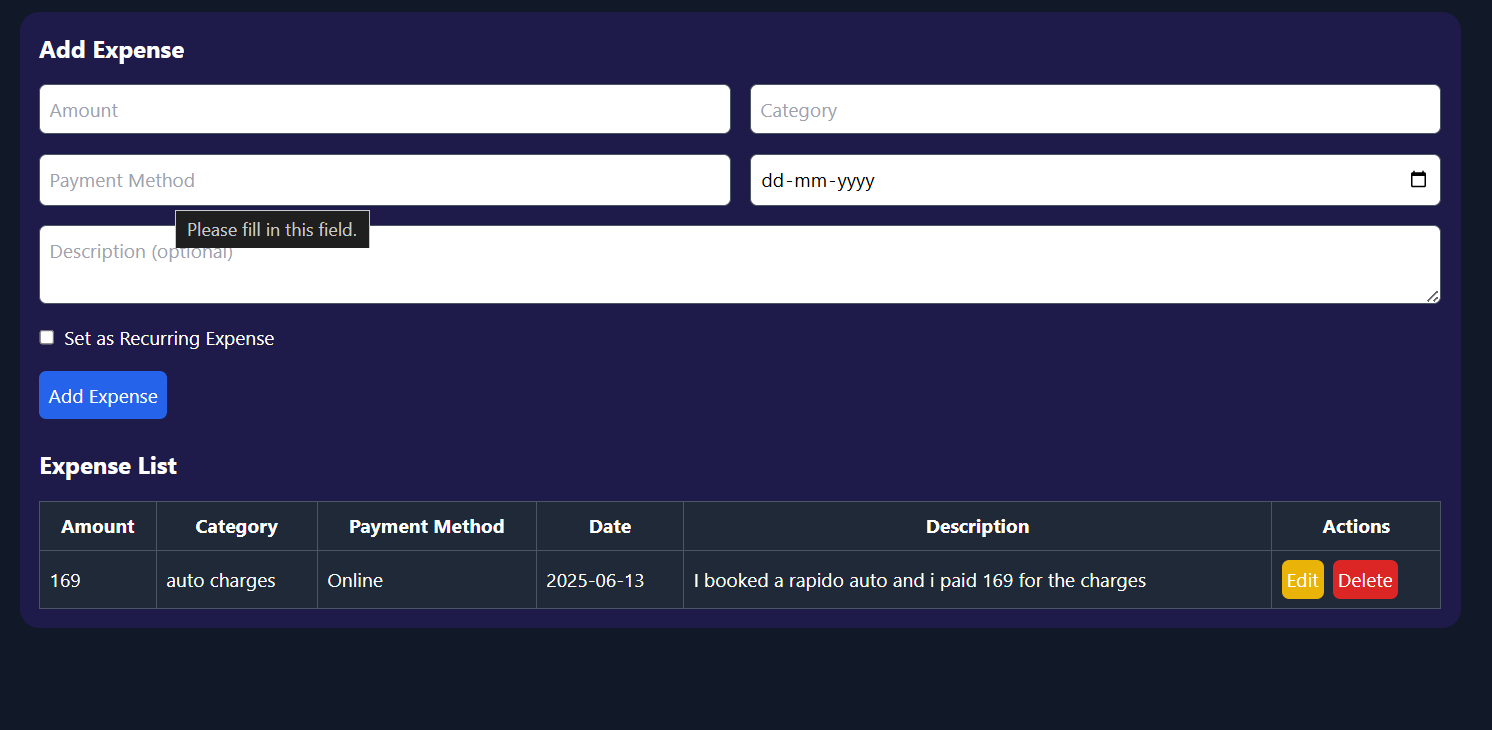 Add Expense
Amount Category
Payment Method dd-mm-yyyy
Please fill in this field.
Description (optional)
Set as Recurring Expense
Add Expense
Expense List
Amount Category Payment Method Date Description Actions
169 auto charges Online 2025-06-13 I booked a rapido auto and i paid 169 for the charges Edit Delete